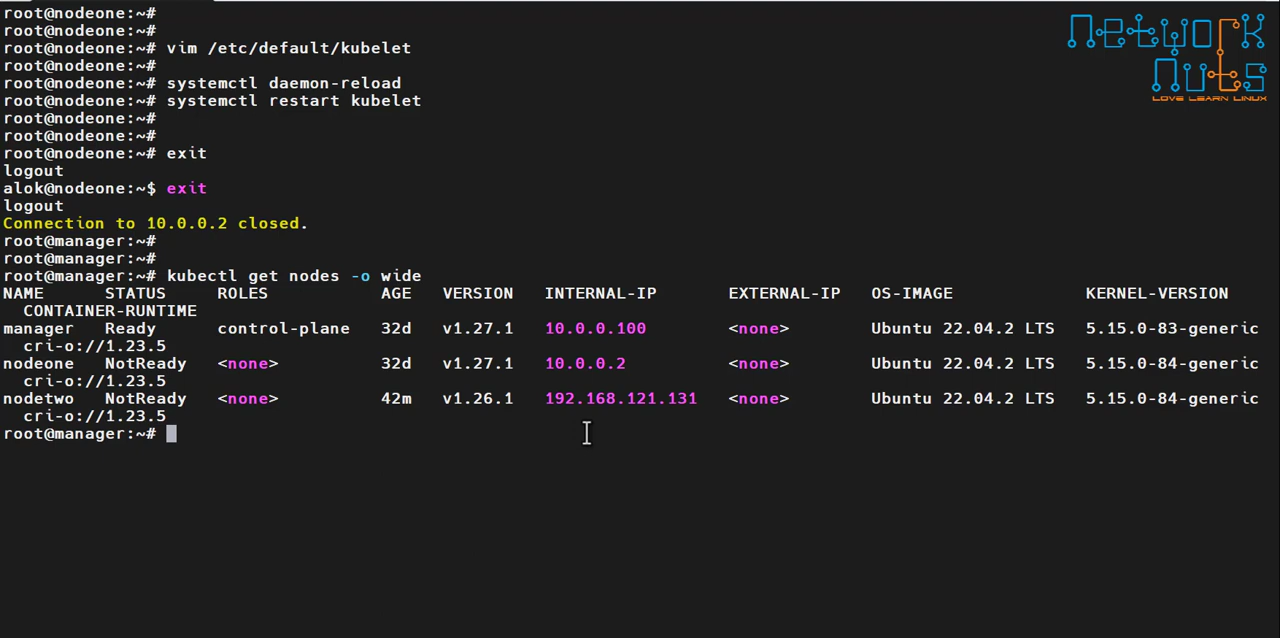 root@nodeone:~#
root@nodeone:~#
root@nodeone:~# vim /etc/default/kubelet
root@nodeone:~#
root@nodeone:~# systemctl daemon-reload
root@nodeone:~# systemctl restart kubelet
root@nodeone:~#
root@nodeone:~#
root@nodeone:~# exit
logout
alok@nodeone:~$ exit
logout
Connection to 10.0.0.2 closed.
root@manager:~#
root@manager:~#
root@manager:~# kubectl get nodes -o wide
NAME STATUS ROLES AGE VERSION INTERNAL-IP EXTERNAL-IP OS-IMAGE KERNEL-VERSION
CONTAINER-RUNTIME
manager Ready control-plane 32d v1.27.1 10.0.0.100 <none> Ubuntu 22.04.2 LTS 5.15.0-83-generic
cri-o://1.23.5
nodeone NotReady <none> 32d v1.27.1 10.0.0.2 <none> Ubuntu 22.04.2 LTS 5.15.0-84-generic
cri-o://1.23.5
nodetwo NotReady <none> 42m v1.26.1 192.168.121.131 <none> Ubuntu 22.04.2 LTS 5.15.0-84-generic
cri-o://1.23.5
root@manager:~#
Network
Nuts
LOVE LEARN LINUX